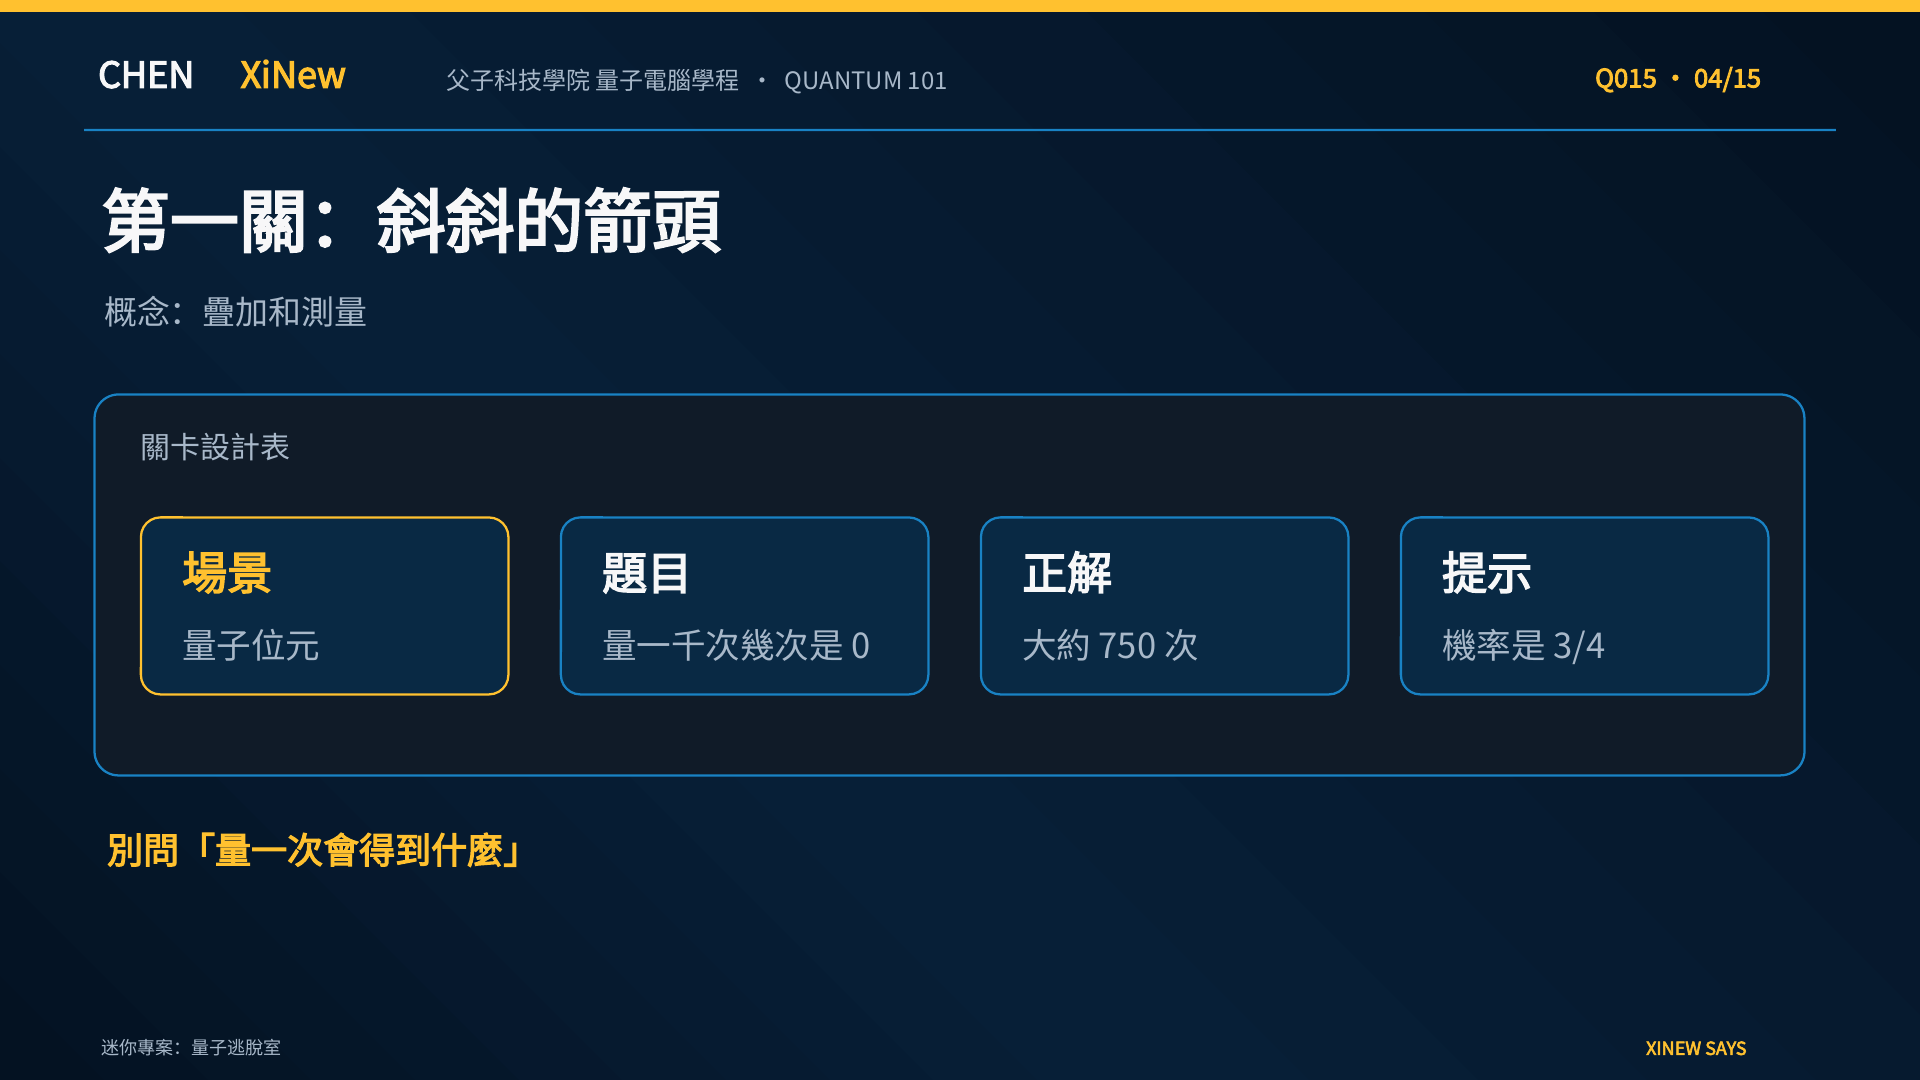 CHEN XiNew 父子科技學院 量子電腦學程 • QUANTUM 101 Q015 • 04/15
第一關：斜斜的箭頭
概念：疊加和測量
關卡設計表
場景
量子位元
題目
量一千次幾次是 0
正解
大約 750 次
提示
機率是 3/4
別問「量一次會得到什麼」
迷你專案：量子逃脫室
XINEW SAYS